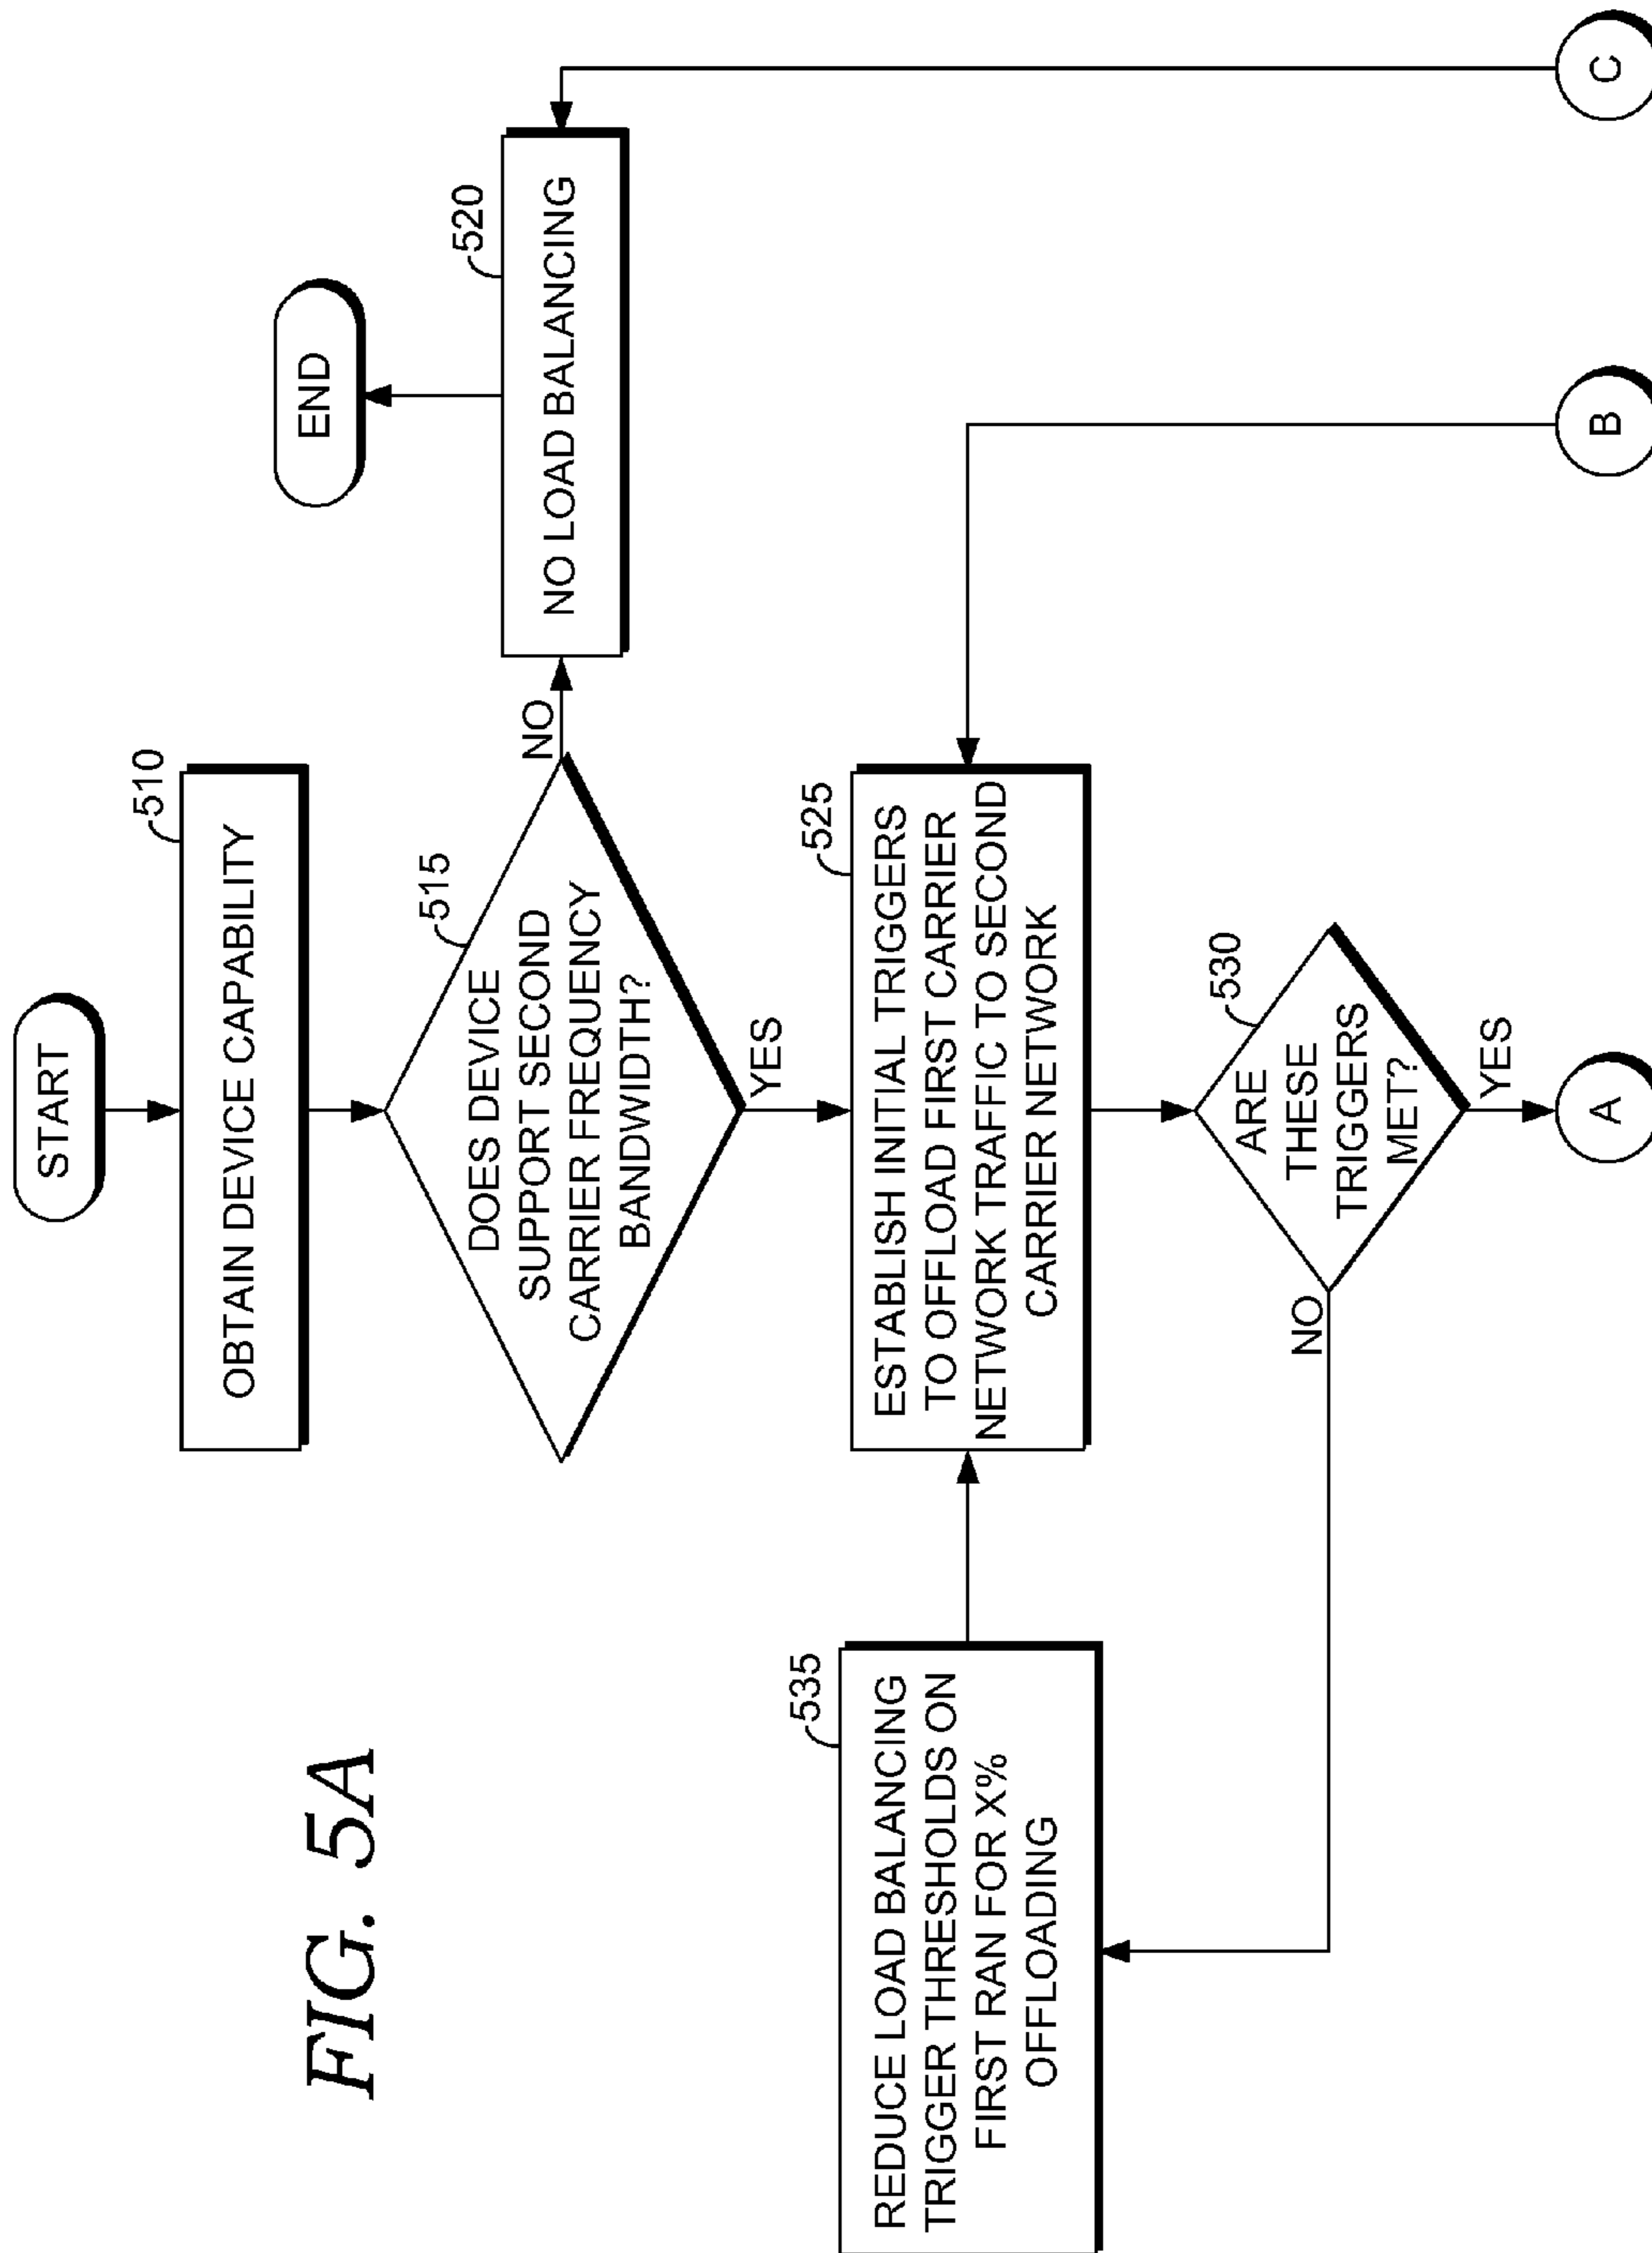 FIG. 5A
START
510
OBTAIN DEVICE CAPABILITY
515
DOES DEVICE
SUPPORT SECOND
CARRIER FREQUENCY
BANDWIDTH?
NO
YES
END
520
NO LOAD BALANCING
525
ESTABLISH INITIAL TRIGGERS
TO OFFLOAD FIRST CARRIER
NETWORK TRAFFIC TO SECOND
CARRIER NETWORK
530
ARE
THESE
TRIGGERS
MET?
NO
YES
535
REDUCE LOAD BALANCING
TRIGGER THRESHOLDS ON
FIRST RAN FOR X%
OFFLOADING
A
B
C